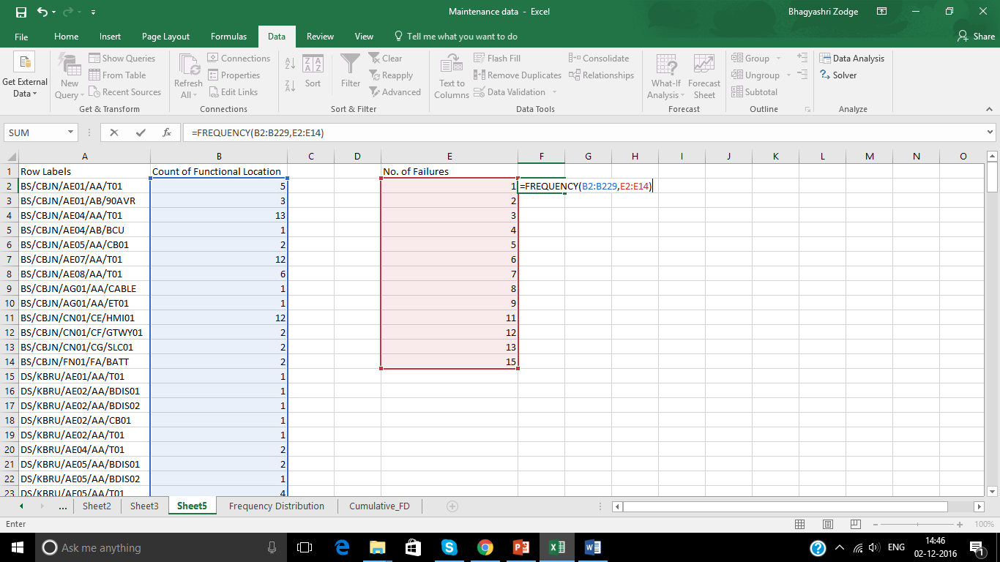 Maintenance data - Excel
Bhagyashri Zodge
File Home Insert Page Layout Formulas Data Review View Tell me what you want to do Share
Get External Data
New Query
Show Queries
From Table
Recent Sources
Get & Transform
Refresh All
Connections
Properties
Edit Links
Connections
Sort
Filter
Clear
Reapply
Advanced
Sort & Filter
Text to Columns
Flash Fill
Remove Duplicates
Data Validation
Consolidate
Relationships
Data Tools
What-If Analysis
Forecast Sheet
Forecast
Group
Ungroup
Subtotal
Outline
Data Analysis
Solver
Analyze
SUM fx =FREQUENCY(B2:B229,E2:E14)
A B C D E F G H I J K L M N O
1 Row Labels Count of Functional Location No. of Failures
2 BS/CBJN/AE01/AA/T01 5 1 =FREQUENCY(B2:B229,E2:E14)
3 BS/CBJN/AE01/AB/90AVR 3 2
4 BS/CBJN/AE04/AA/T01 13 3
5 BS/CBJN/AE04/AB/BCU 1 4
6 BS/CBJN/AE05/AA/CB01 2 5
7 BS/CBJN/AE07/AA/T01 12 6
8 BS/CBJN/AE08/AA/T01 6 7
9 BS/CBJN/AG01/AA/CABLE 1 8
10 BS/CBJN/AG01/AA/ET01 1 9
11 BS/CBJN/CN01/CE/HMI01 12 11
12 BS/CBJN/CN01/CF/GTWY01 2 12
13 BS/CBJN/CN01/CG/SLC01 2 13
14 BS/CBJN/FN01/FA/BATT 2 15
15 DS/KBRU/AE01/AA/T01 1
16 DS/KBRU/AE02/AA/BDIS01 1
17 DS/KBRU/AE02/AA/BDIS02 1
18 DS/KBRU/AE02/AA/CB01 1
19 DS/KBRU/AE02/AA/T01 1
20 DS/KBRU/AE04/AA/T01 2
21 DS/KBRU/AE05/AA/BDIS01 2
22 DS/KBRU/AE05/AA/BDIS02 1
23 DS/KBRU/AE05/AA/T01 4
... Sheet2 Sheet3 Sheet5 Frequency Distribution Cumulative_FD
Enter 100%
Ask me anything
ENG
14:46
02-12-2016
1